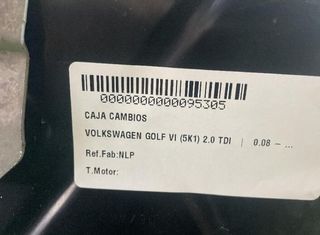 0000000000095305
CAJA CAMBIOS
VOLKSWAGEN GOLF VI (5K1) 2.0 TDI | 0.08 – ...
Ref.Fab:NLP
T.Motor: